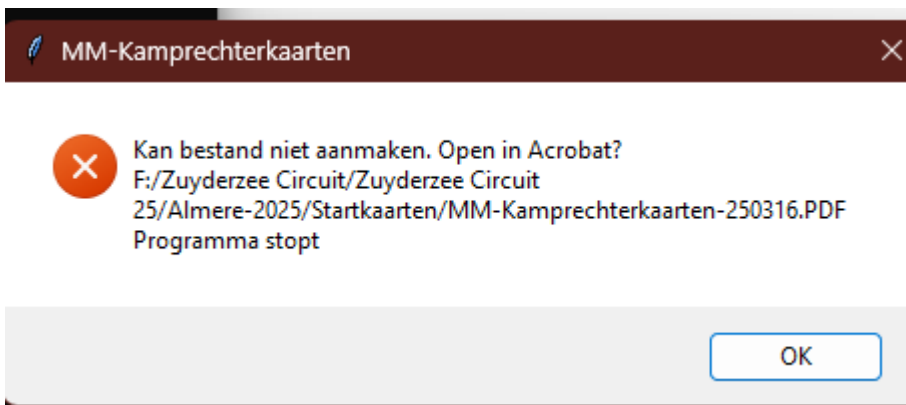 MM-Kamprechterkaarten
Kan bestand niet aanmaken. Open in Acrobat?
F:/Zuyderzee Circuit/Zuyderzee Circuit
25/Almere-2025/Startkaarten/MM-Kamprechterkaarten-250316.PDF
Programma stopt
OK